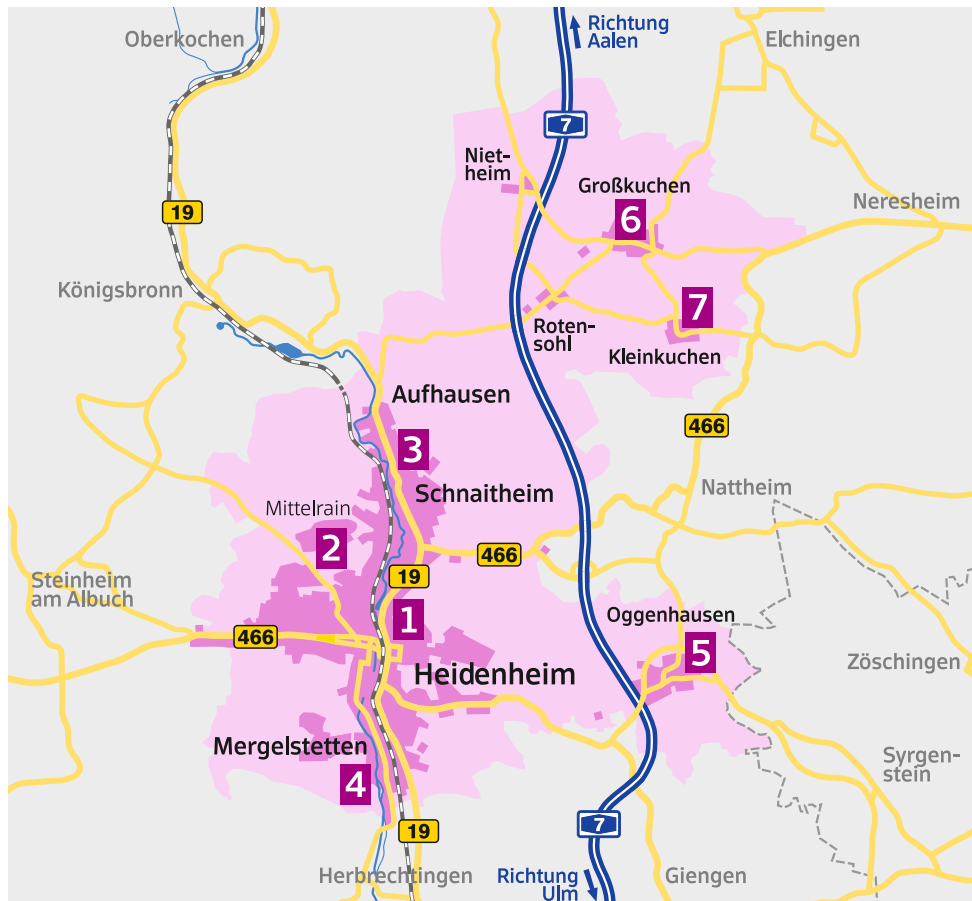 Richtung
Aalen
Oberkochen
Elchingen
7
Niet-
heim
Großkuchen
6
Neresheim
19
Königsbronn
7
Roten-
sohl
Kleinkuchen
Aufhausen
466
3
Schnaitheim
Nattheim
Mittelrain
2
466
19
Steinheim
am Albuch
1
Oggenhausen
466
5
Heidenheim
Zöschingen
Mergelstetten
4
Syrgen-
stein
19
7
Herbrechtingen
Richtung
Ulm
Giengen